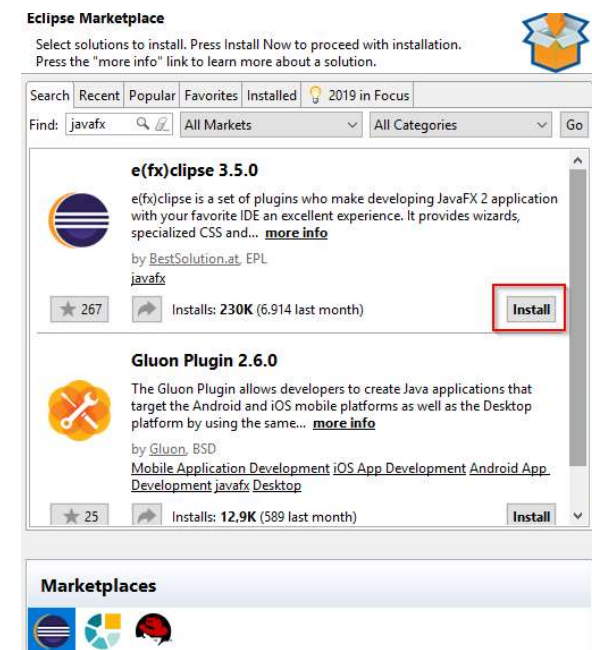 Eclipse Marketplace
Select solutions to install. Press Install Now to proceed with installation.
Press the "more info" link to learn more about a solution.
Search Recent Popular Favorites Installed 2019 in Focus
Find: javafx All Markets All Categories Go
e(fx)clipse 3.5.0
e(fx)clipse is a set of plugins who make developing JavaFX 2 application
with your favorite IDE an excellent experience. It provides wizards,
specialized CSS and... more info
by BestSolution.at, EPL
javafx
267 Installs: 230K (6.914 last month) Install
Gluon Plugin 2.6.0
The Gluon Plugin allows developers to create Java applications that
target the Android and iOS mobile platforms as well as the Desktop
platform by using the same... more info
by Gluon, BSD
Mobile Application Development iOS App Development Android App
Development javafx Desktop
25 Installs: 12,9K (589 last month) Install
Marketplaces